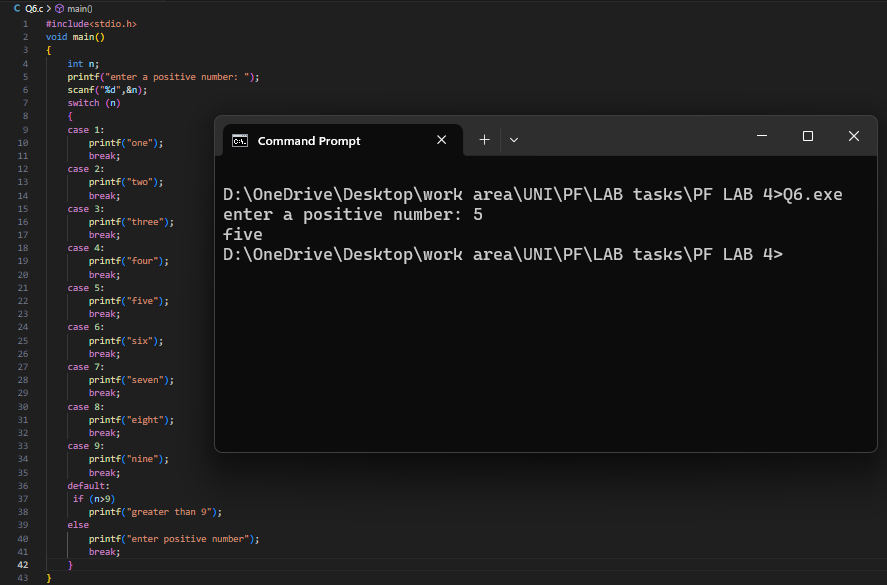 Q6.c > main()
1 #include<stdio.h>
2 void main()
3 {
4 int n;
5 printf("enter a positive number: ");
6 scanf("%d",&n);
7 switch (n)
8 {
9 case 1:
10 printf("one");
11 break;
12 case 2:
13 printf("two");
14 break;
15 case 3:
16 printf("three");
17 break;
18 case 4:
19 printf("four");
20 break;
21 case 5:
22 printf("five");
23 break;
24 case 6:
25 printf("six");
26 break;
27 case 7:
28 printf("seven");
29 break;
30 case 8:
31 printf("eight");
32 break;
33 case 9:
34 printf("nine");
35 break;
36 default:
37 if (n>9)
38 printf("greater than 9");
39 else
40 printf("enter positive number");
41 break;
42 }
43 }
Command Prompt
D:\OneDrive\Desktop\work area\UNI\PF\LAB tasks\PF LAB 4>Q6.exe
enter a positive number: 5
five
D:\OneDrive\Desktop\work area\UNI\PF\LAB tasks\PF LAB 4>